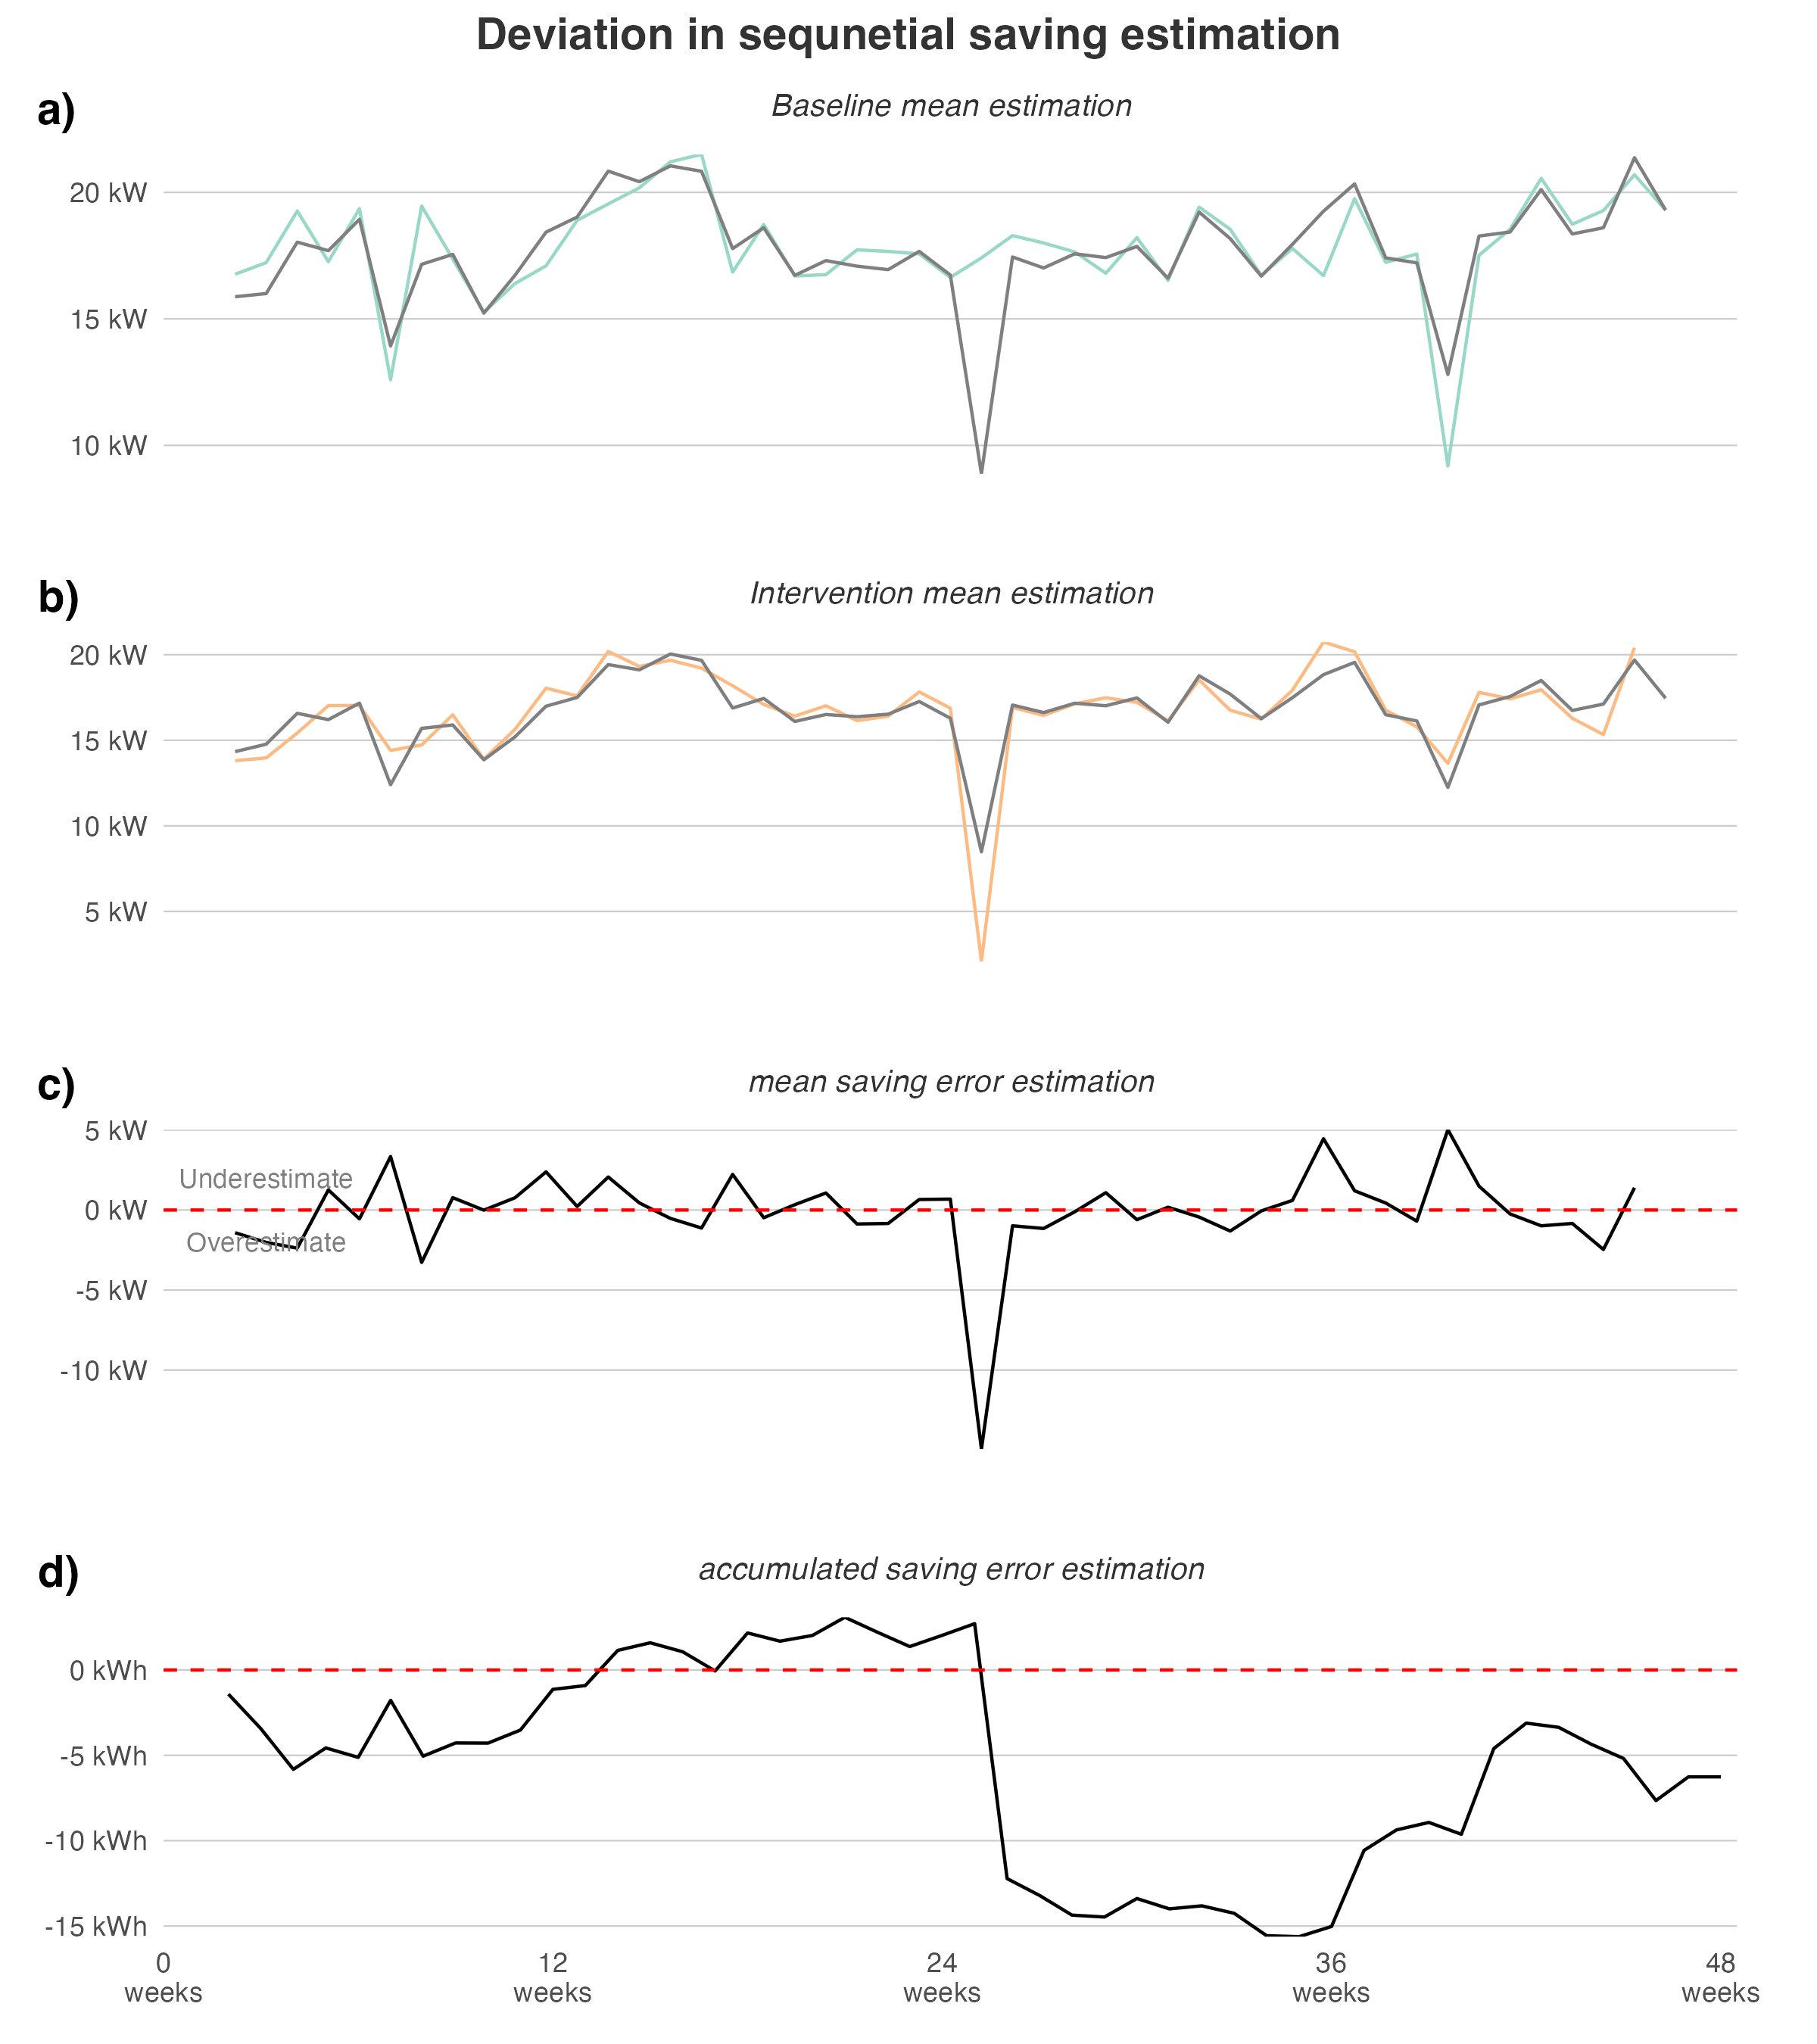 Deviation in sequnetial saving estimation
a)
Baseline mean estimation
20 kW
15 kW
10 kW
b)
Intervention mean estimation
20 kW
15 kW
10 kW
5 kW
c)
mean saving error estimation
5 kW
Underestimate
0 kW
Overestimate
-5 kW
-10 kW
d)
accumulated saving error estimation
0 kWh
-5 kWh
-10 kWh
-15 kWh
0 12 24 36 48
weeks weeks weeks weeks weeks